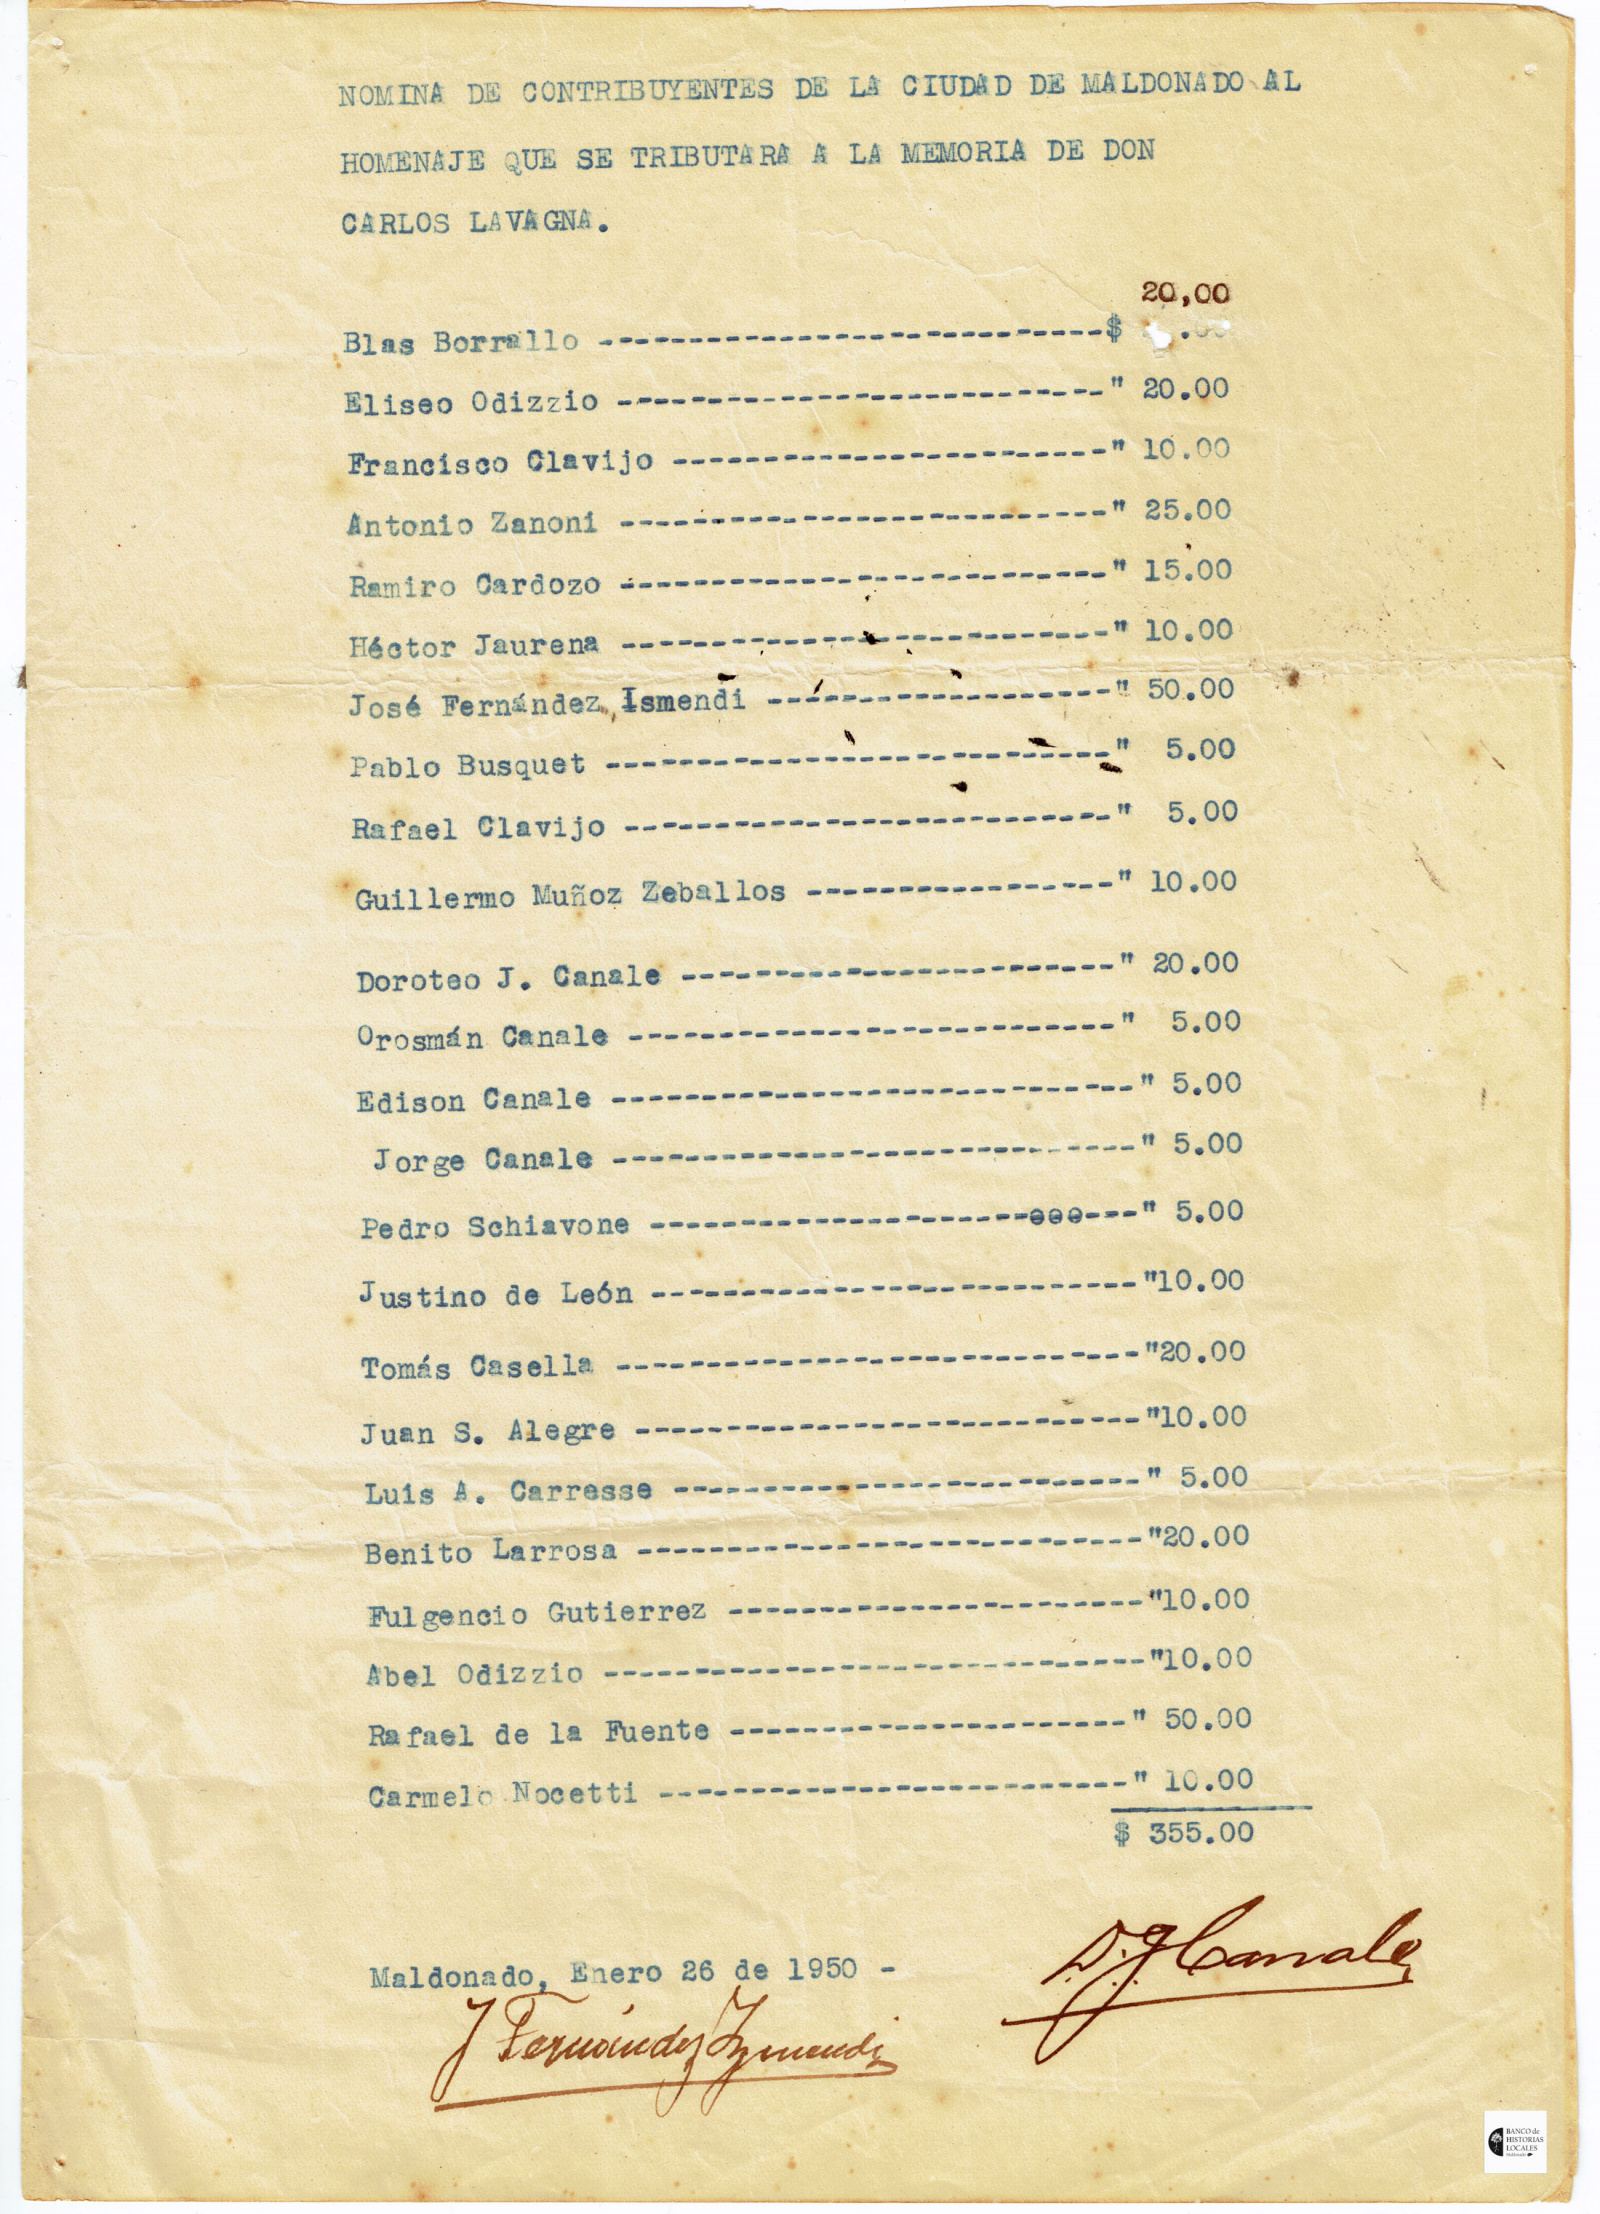 NOMINA DE CONTRIBUYENTES DE LA CIUDAD DE MALDONADO AL
HOMENAJE QUE SE TRIBUTARA A LA MEMORIA DE DON
CARLOS LAVAGNA.
20,00
Blas Borrallo ----------------------------$
Eliseo Odizzio ---------------------------" 20.00
Francisco Clavijo ------------------------" 10.00
Antonio Zanoni ---------------------------" 25.00
Ramiro Cardozo ---------------------------" 15.00
Héctor Jaurena ---------------------------" 10.00
José Fernández Ismendi -------------------" 50.00
Pablo Busquet ----------------------------" 5.00
Rafael Clavijo ---------------------------" 5.00
Guillermo Muñoz Zeballos -----------------" 10.00
Doroteo J. Canale ------------------------" 20.00
Orosmán Canale ---------------------------" 5.00
Edison Canale -----------------------------" 5.00
Jorge Canale -----------------------------" 5.00
Pedro Schiavone ---------------------eee---" 5.00
Justino de León ---------------------------"10.00
Tomás Casella -----------------------------"20.00
Juan S. Alegre ----------------------------"10.00
Luis A. Carresse --------------------------" 5.00
Benito Larrosa ----------------------------"20.00
Fulgencio Gutierrez -----------------------"10.00
Abel Odizzio ------------------------------"10.00
Rafael de la Fuente ----------------------" 50.00
Carmelo Nocetti --------------------------" 10.00
$ 355.00
D. J Canale
Maldonado, Enero 26 de 1950 -
J Fernández Ysmendi
BANCO de
HISTORIAS
LOCALES
Maldonado